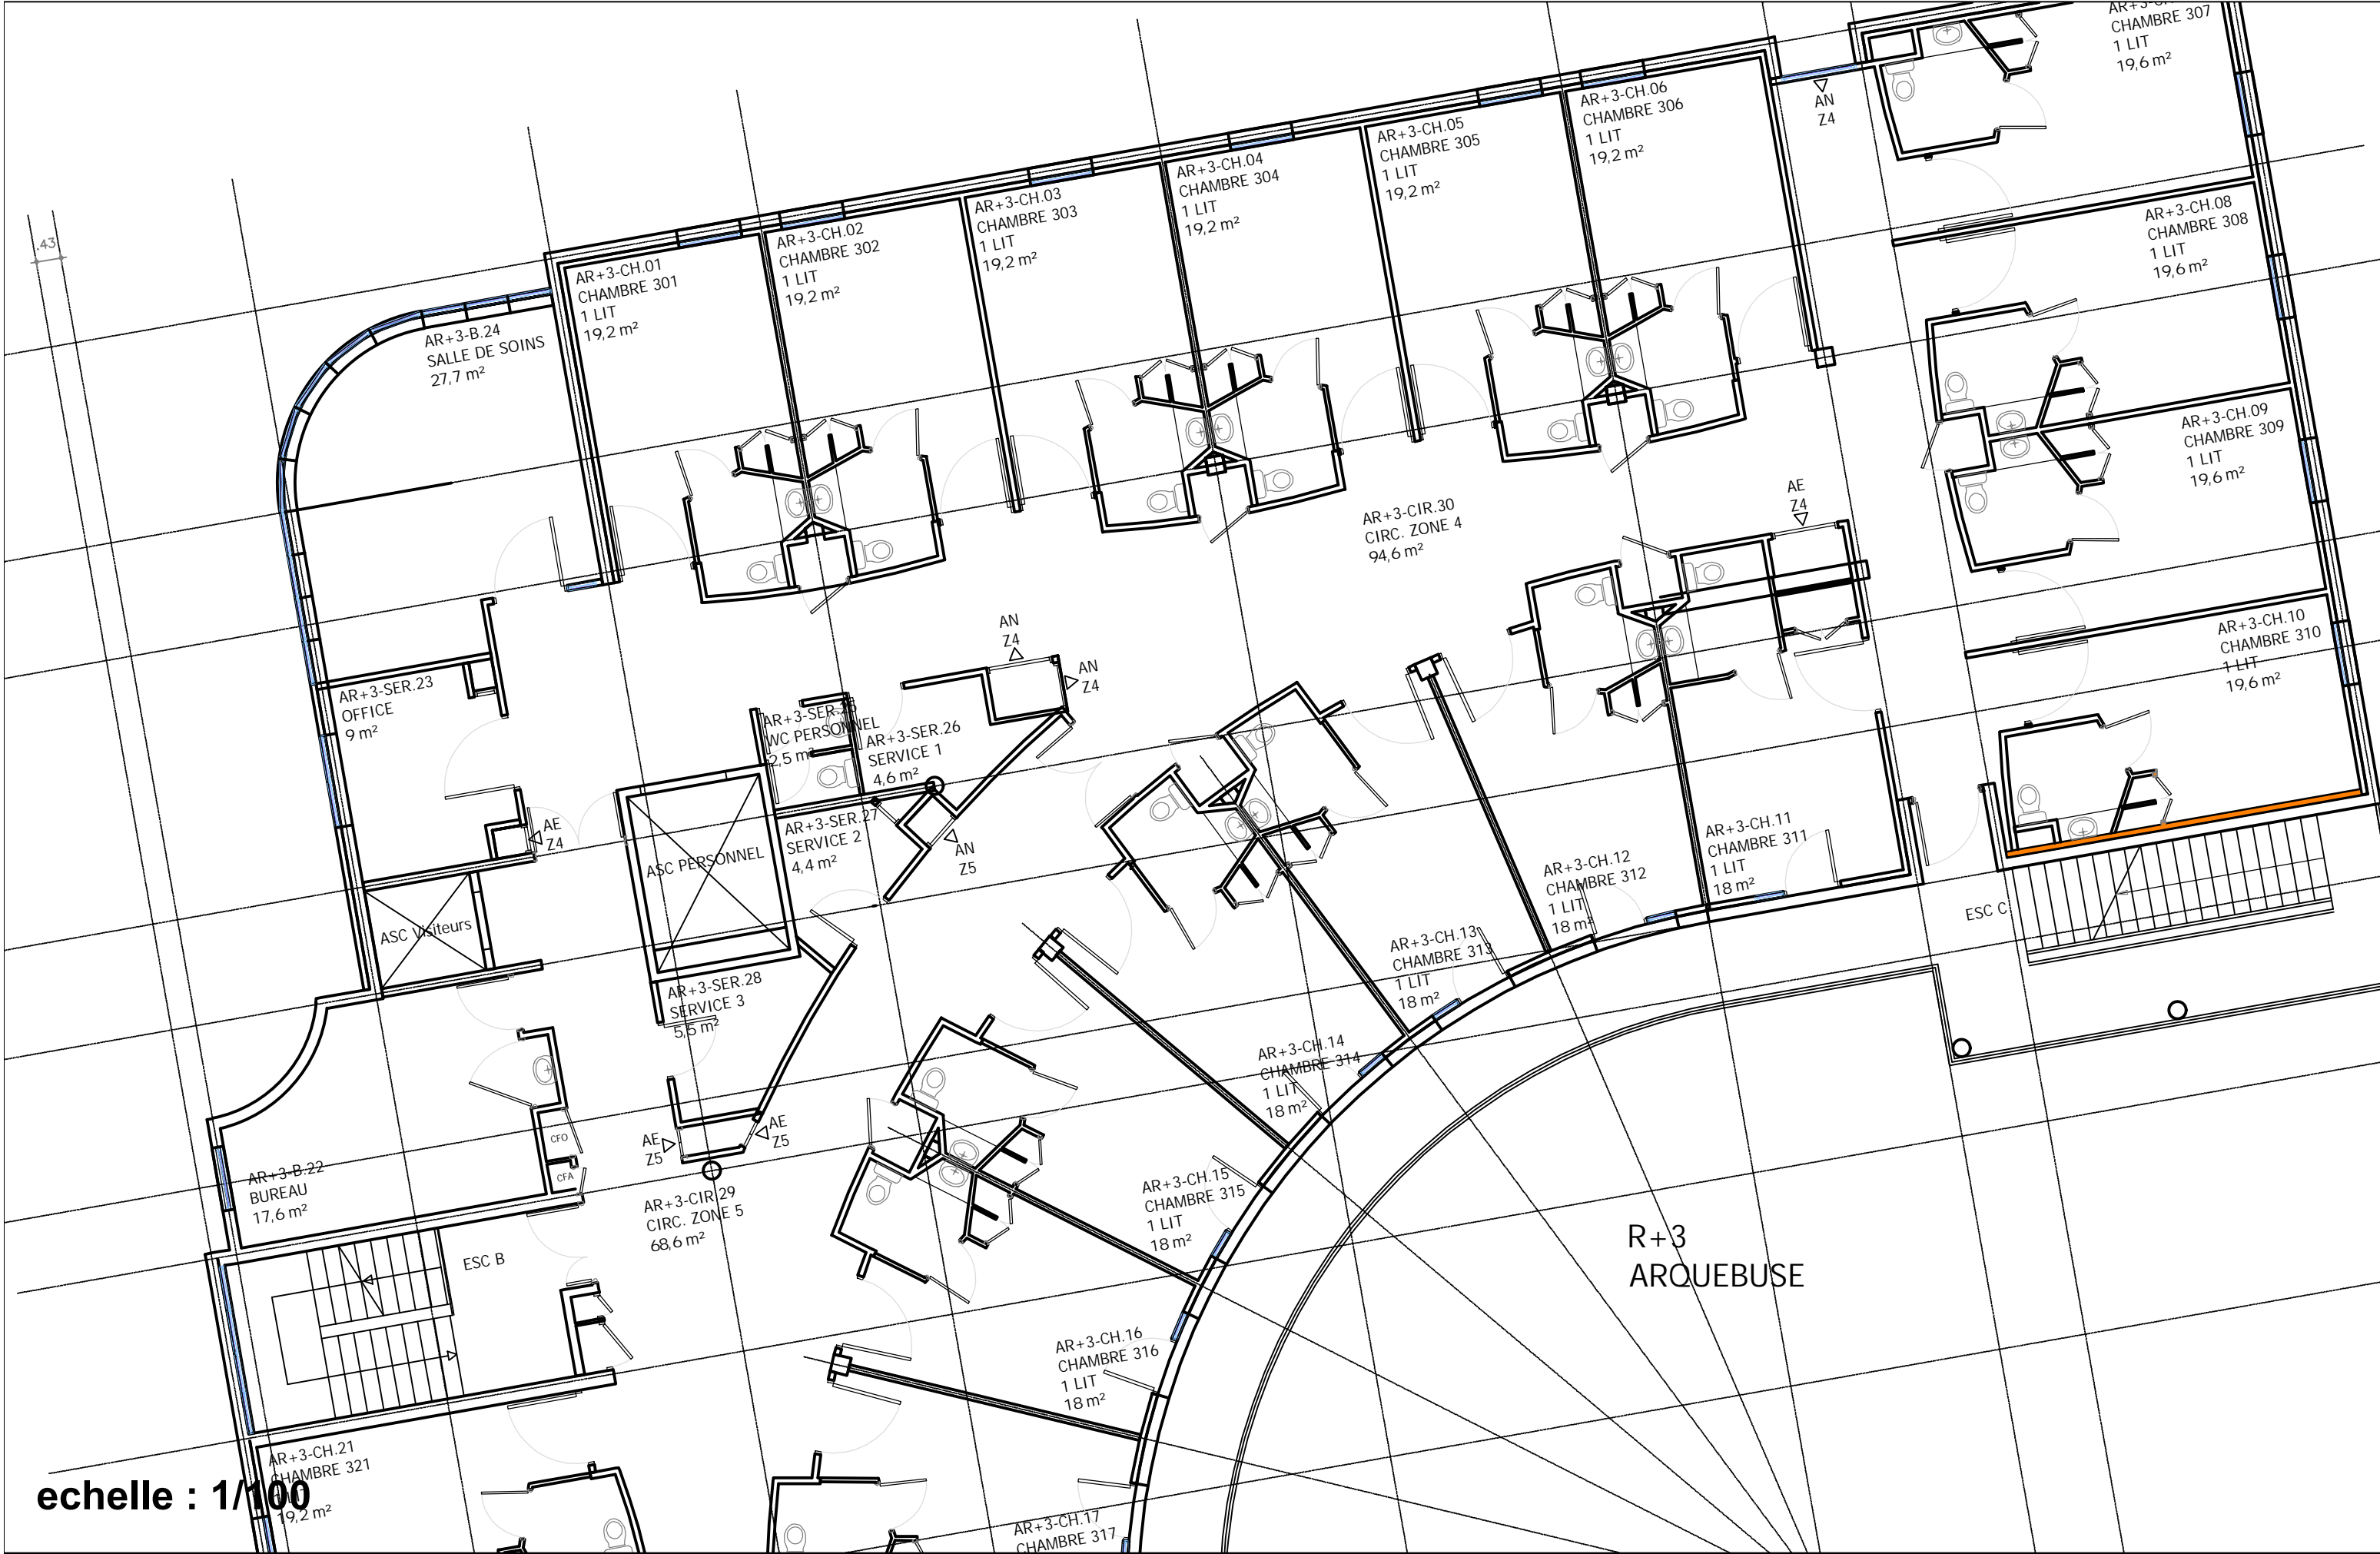 AR+3-CH.
CHAMBRE 307
1 LIT
19,6 m²
AN
Z4
AR+3-CH.06
CHAMBRE 306
1 LIT
19,2 m²
AR+3-CH.05
CHAMBRE 305
1 LIT
19,2 m²
AR+3-CH.04
CHAMBRE 304
1 LIT
19,2 m²
AR+3-CH.03
CHAMBRE 303
1 LIT
19,2 m²
AR+3-CH.02
CHAMBRE 302
1 LIT
19,2 m²
AR+3-CH.01
CHAMBRE 301
1 LIT
19,2 m²
.43
AR+3-B.24
SALLE DE SOINS
27,7 m²
AR+3-CH.08
CHAMBRE 308
1 LIT
19,6 m²
AR+3-CH.09
CHAMBRE 309
1 LIT
19,6 m²
AE
Z4
AR+3-CIR.30
CIRC. ZONE 4
94,6 m²
AR+3-CH.10
CHAMBRE 310
1 LIT
19,6 m²
AN
Z4
AN
Z4
AR+3-SER.23
OFFICE
9 m²
AR+3-SER.25
WC PERSONNEL
2,5 m²
AR+3-SER.26
SERVICE 1
4,6 m²
AR+3-SER.27
SERVICE 2
4,4 m²
AE
Z4
AN
Z5
ASC PERSONNEL
ASC Visiteurs
AR+3-CH.11
CHAMBRE 311
1 LIT
18 m²
AR+3-CH.12
CHAMBRE 312
1 LIT
18 m²
ESC C
AR+3-CH.13
CHAMBRE 313
1 LIT
18 m²
AR+3-SER.28
SERVICE 3
5,5 m²
AR+3-CH.14
CHAMBRE 314
1 LIT
18 m²
CFO
CFA
AE
Z5
AE
Z5
AR+3-B.22
BUREAU
17,6 m²
AR+3-CIR.29
CIRC. ZONE 5
68,6 m²
AR+3-CH.15
CHAMBRE 315
1 LIT
18 m²
ESC B
R+3
ARQUEBUSE
AR+3-CH.16
CHAMBRE 316
1 LIT
18 m²
AR+3-CH.21
CHAMBRE 321
19,2 m²
echelle : 1/100
AR+3-CH.17
CHAMBRE 317